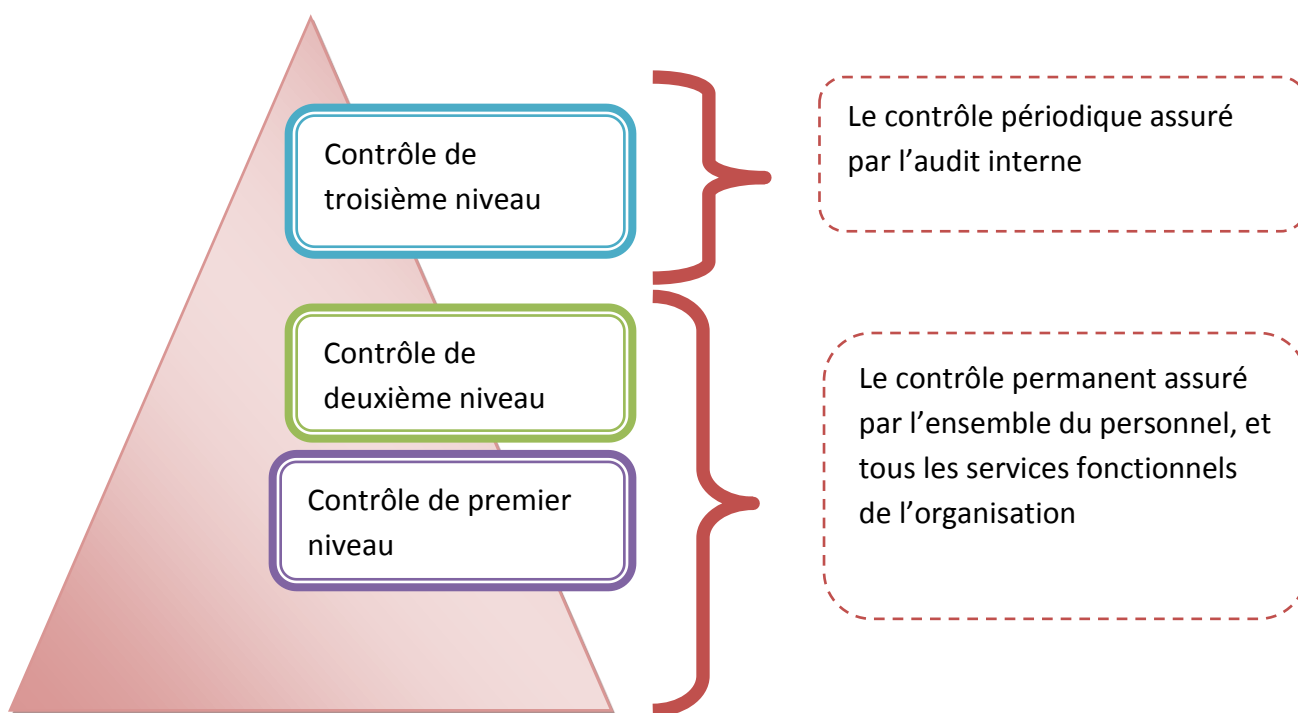 Contrôle de
troisième niveau
Le contrôle périodique assuré
par l’audit interne
Contrôle de
deuxième niveau
Contrôle de premier
niveau
Le contrôle permanent assuré
par l’ensemble du personnel, et
tous les services fonctionnels
de l’organisation